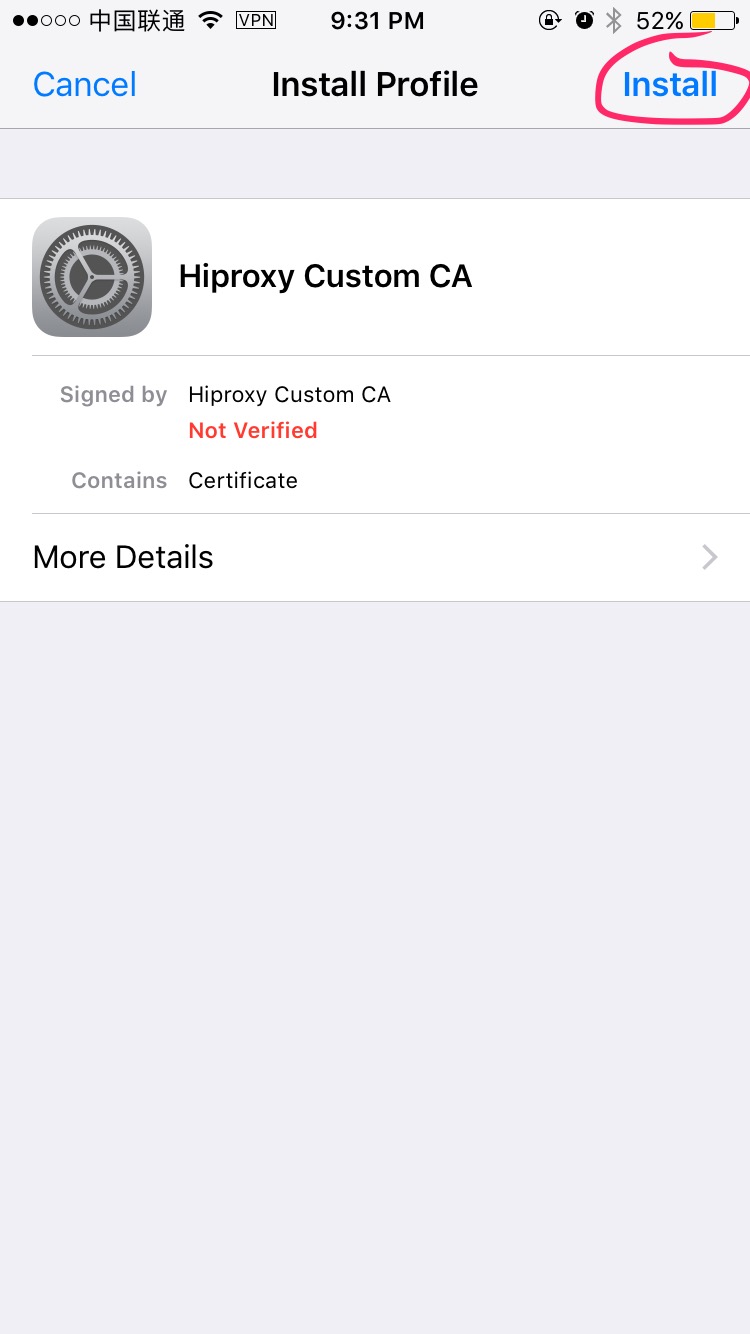 中国联通 VPN 9:31 PM 52%
Cancel Install Profile Install
Hiproxy Custom CA
Signed by Hiproxy Custom CA
Not Verified
Contains Certificate
More Details